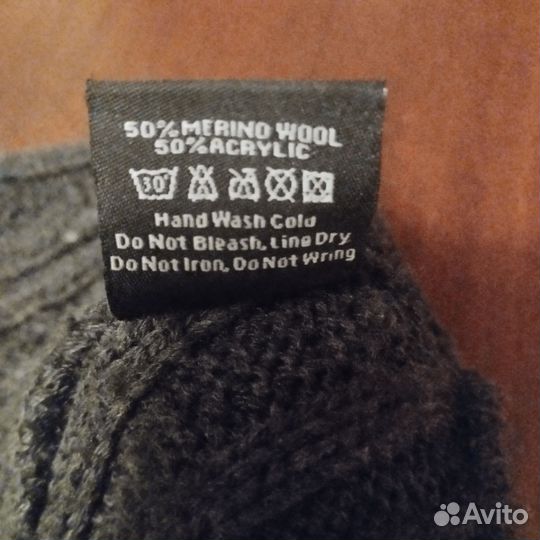 50% MERINO WOOL
50% ACRYLIC
30°
Hand Wash Cold
Do Not Bleash, Line Dry
Do Not Iron, Do Not Wring
Avito